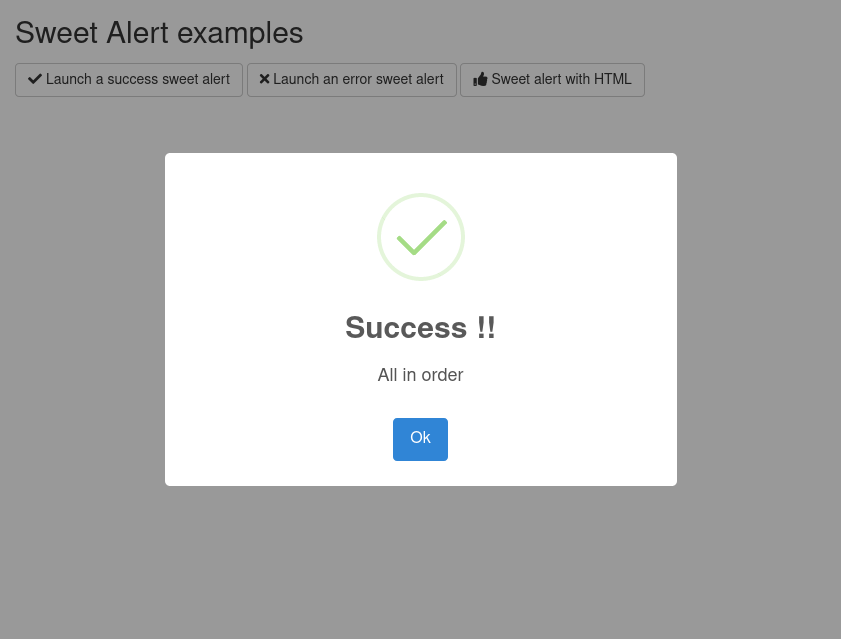 Sweet Alert examples
Launch a success sweet alert Launch an error sweet alert Sweet alert with HTML
Success !!
All in order
Ok